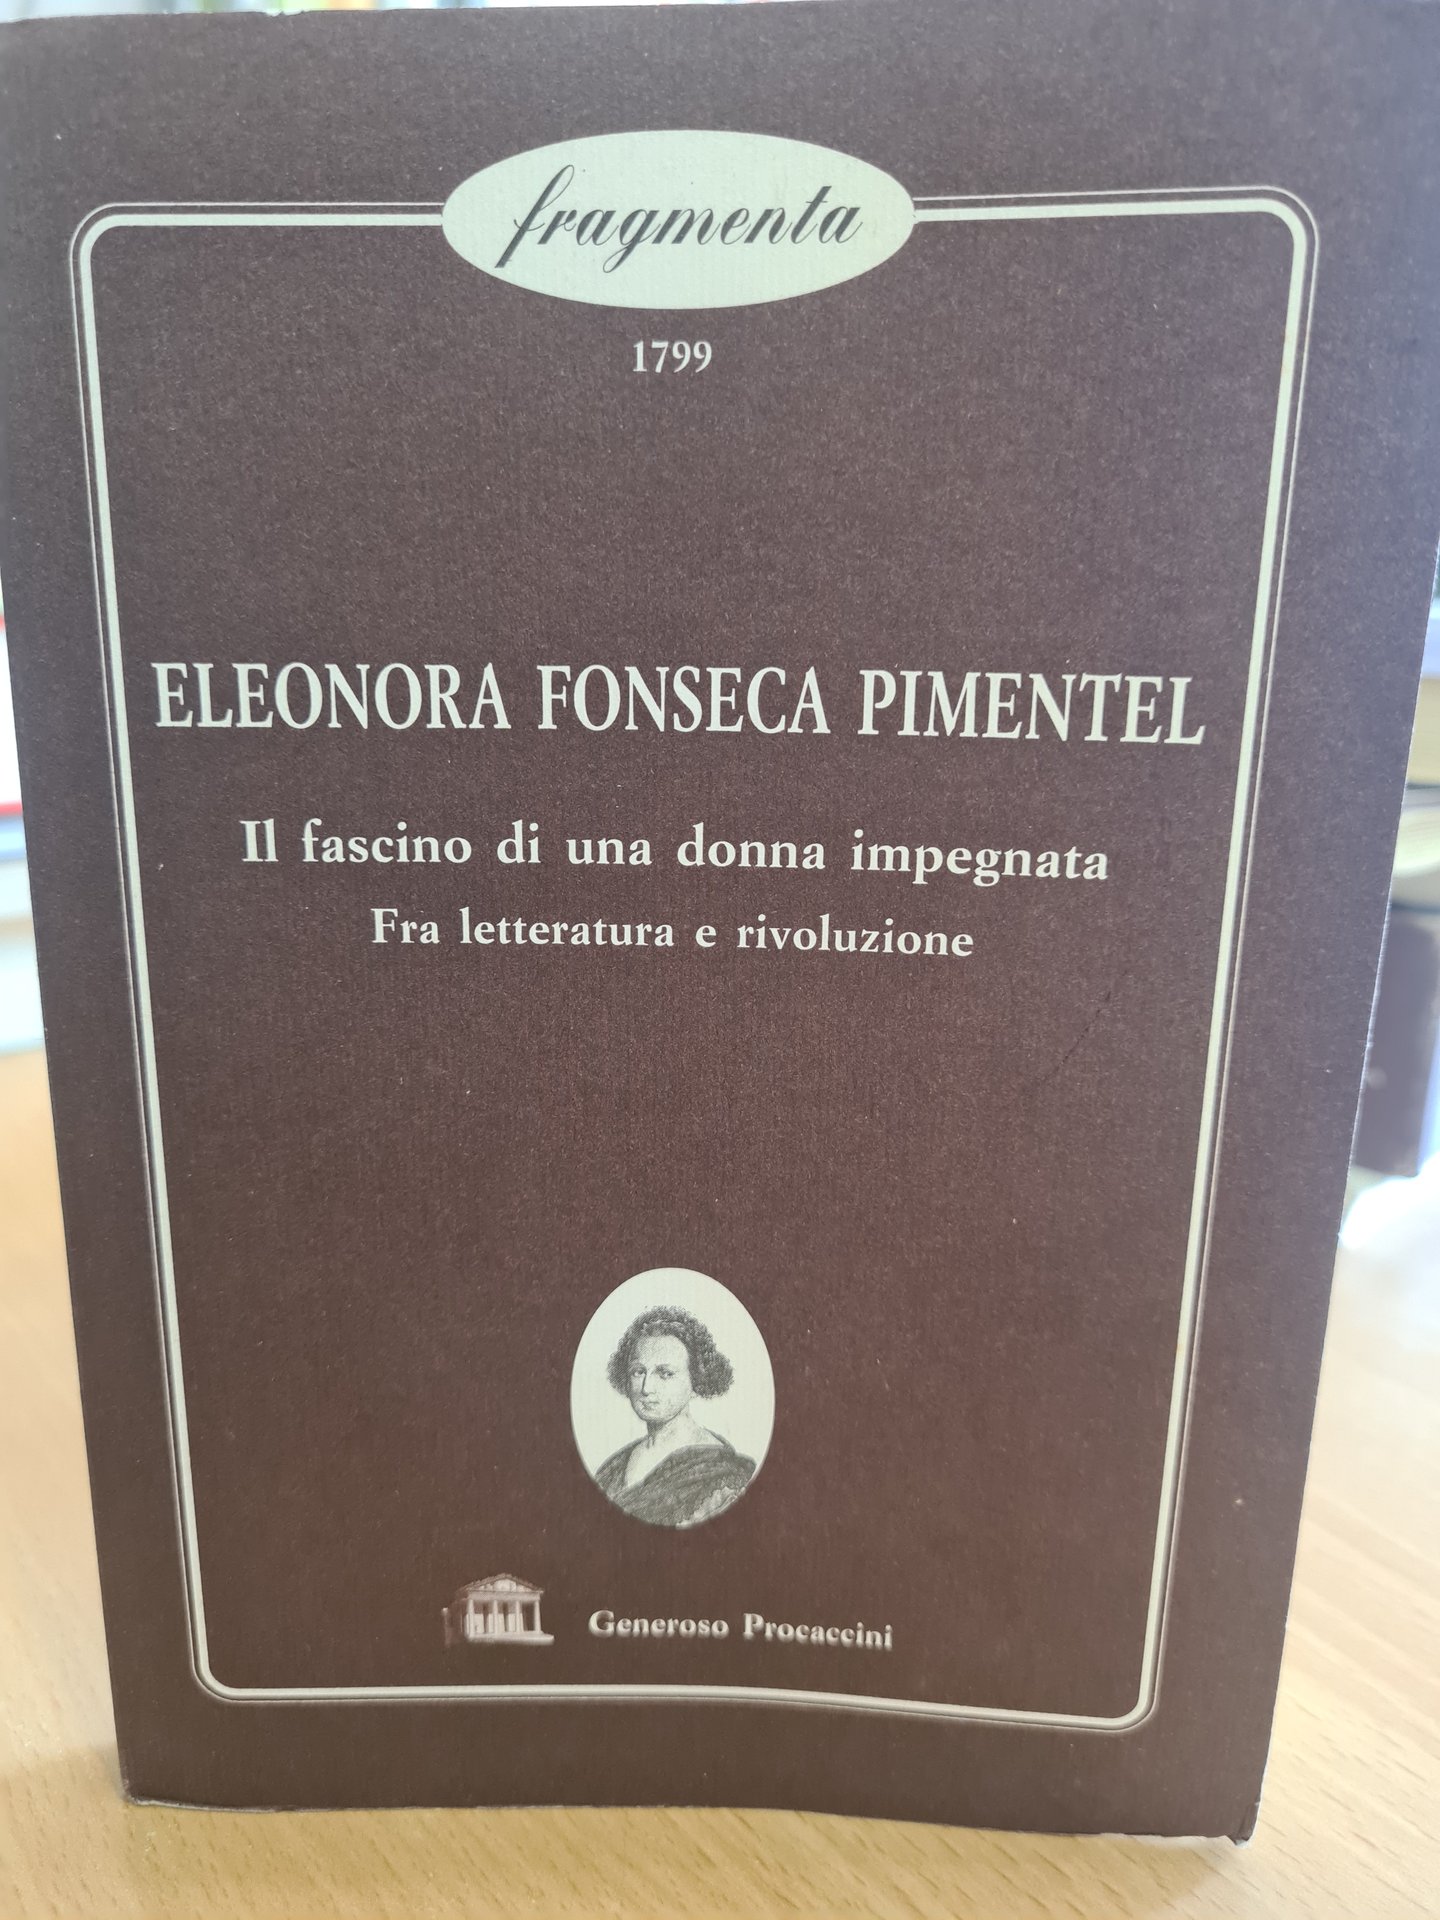 fragmenta
1799
ELEONORA FONSECA PIMENTEL
Il fascino di una donna impegnata
Fra letteratura e rivoluzione
Generoso Procaccini